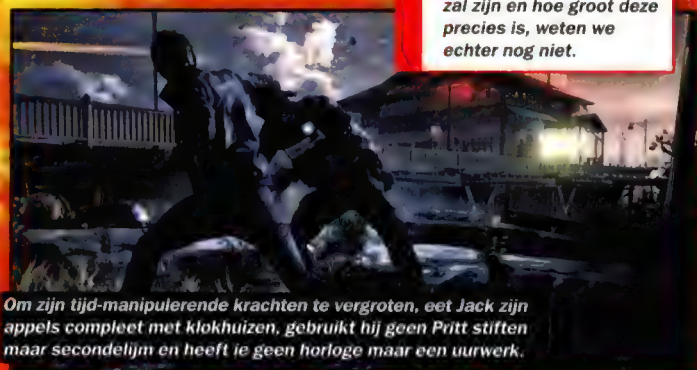 zal zijn en hoe groot deze
precies is, weten we
echter nog niet.
Om zijn tijd-manipulerende krachten te vergroten, eet Jack zijn
appels compleet met klokhuizen, gebruikt hij geen Pritt stiften
maar secondelijm en heeft ie geen horloge maar een uurwerk.